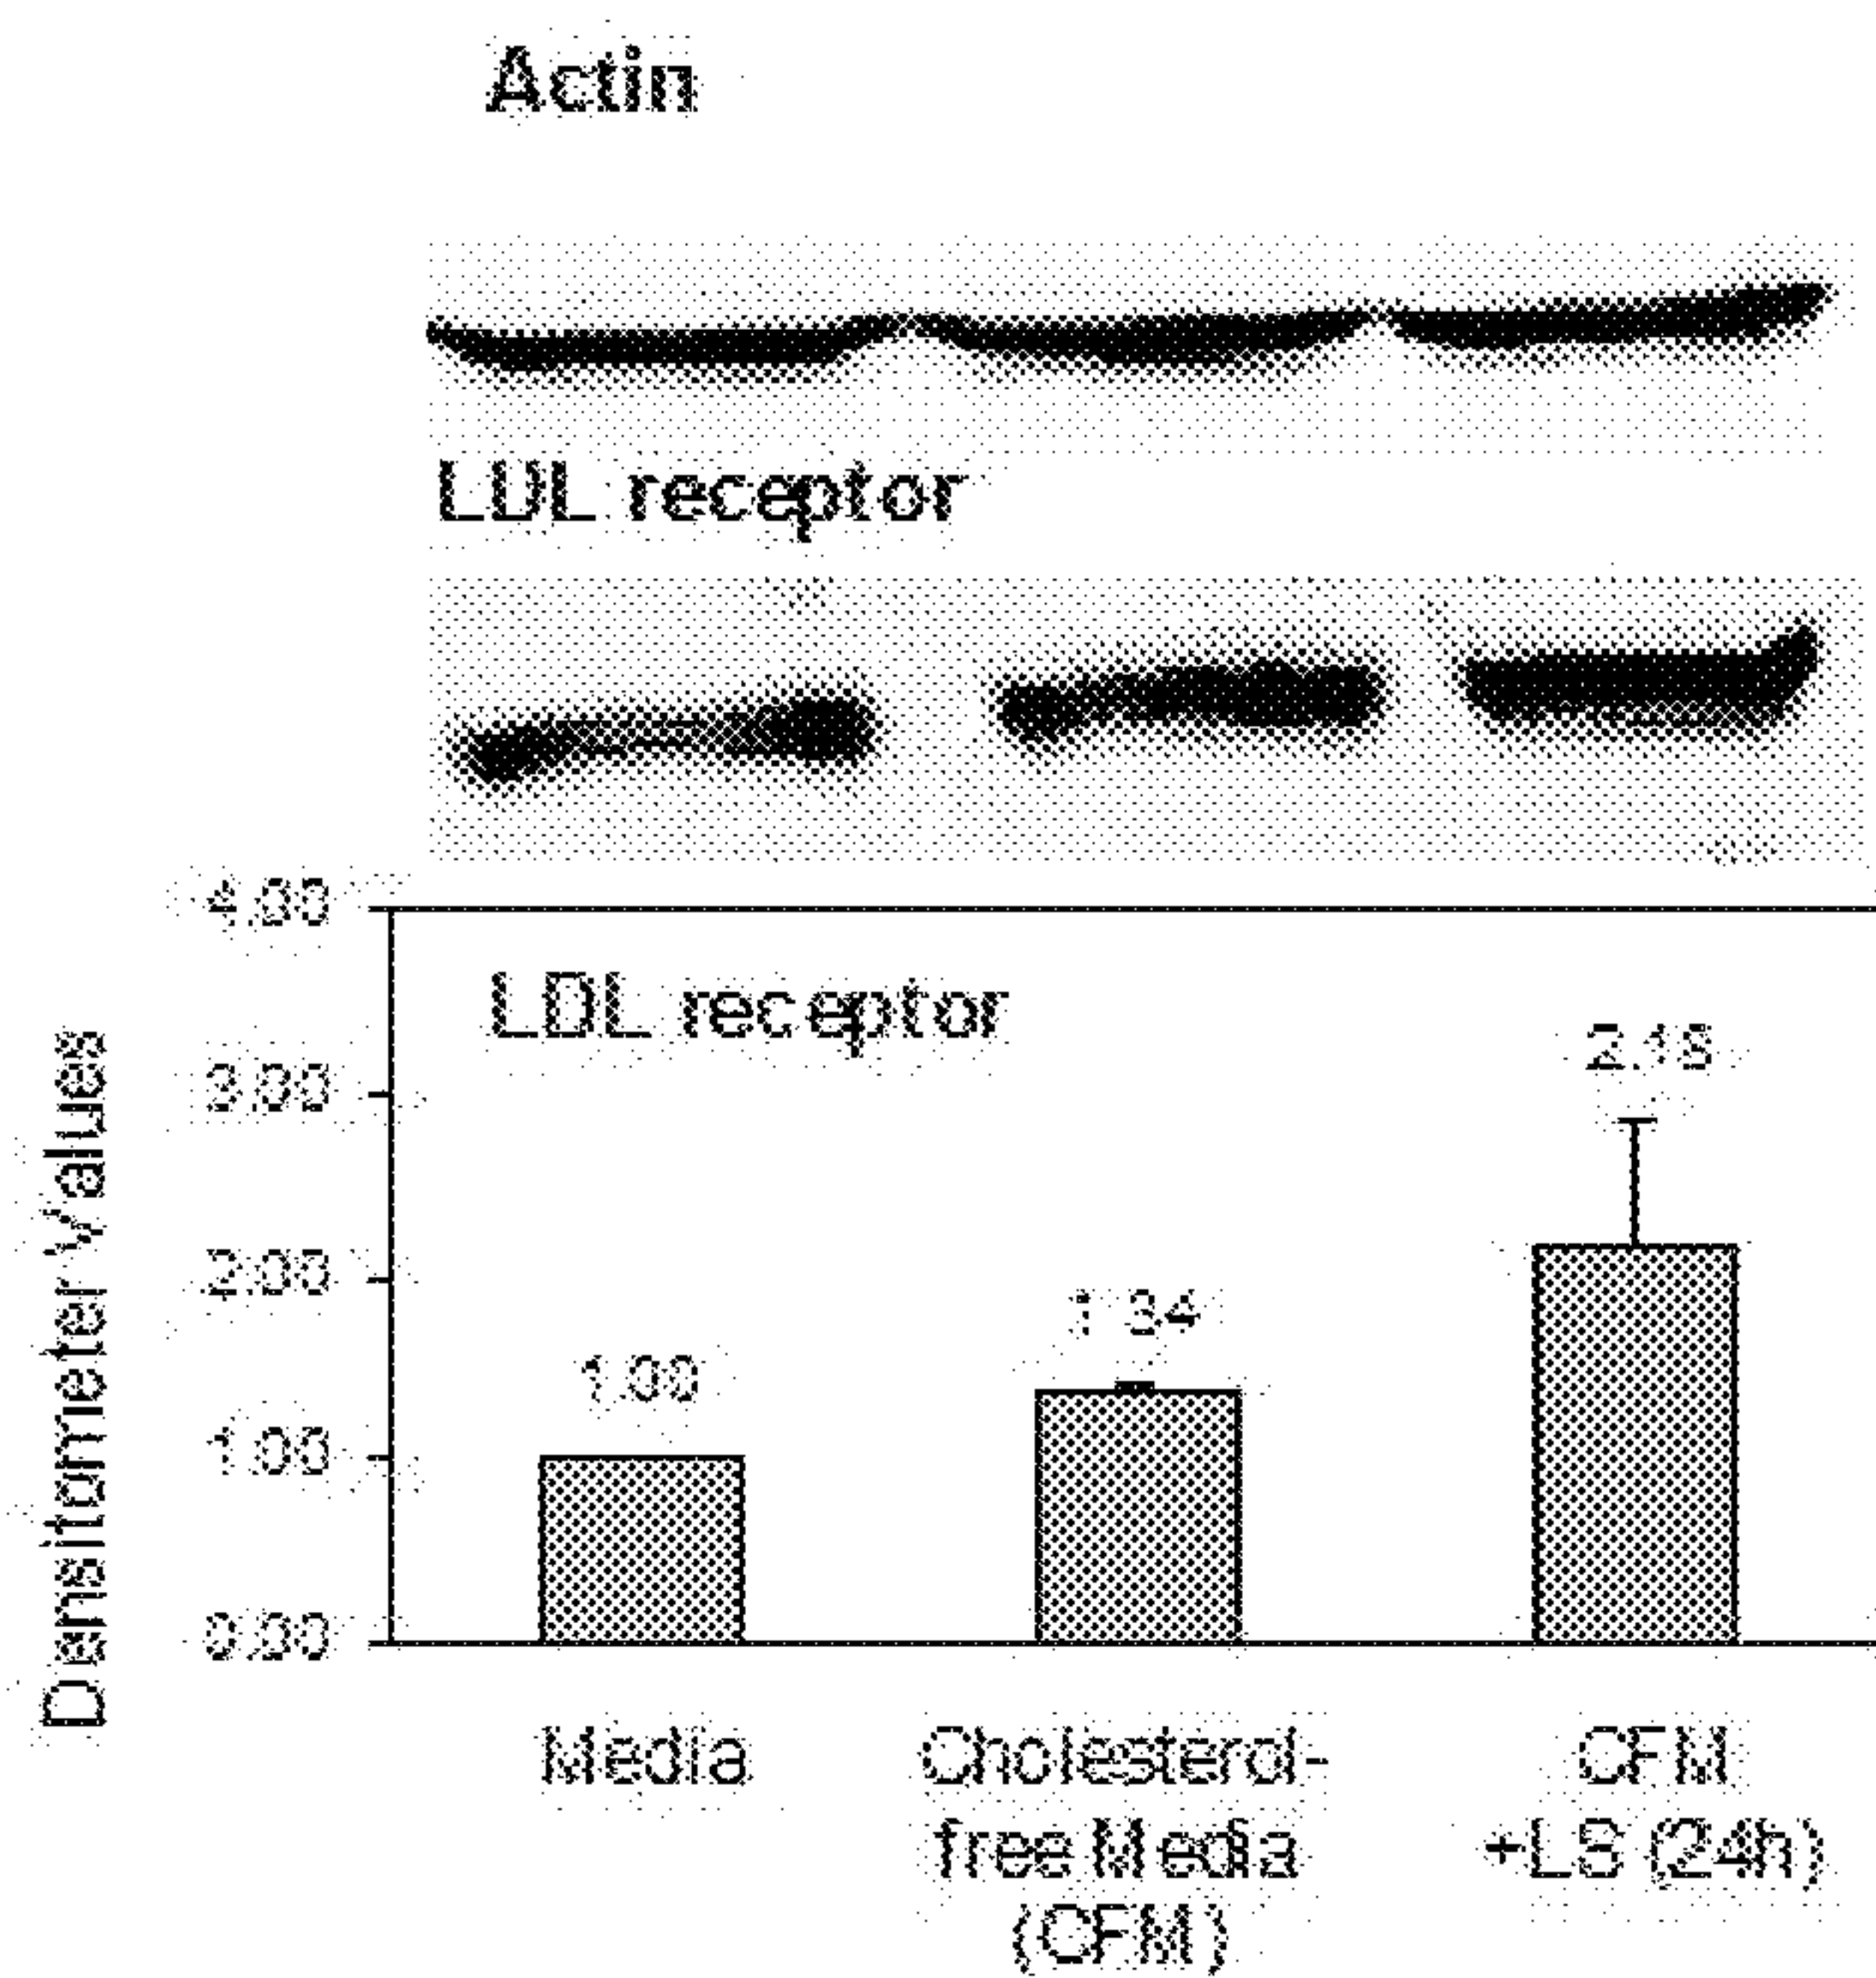 Actin
LDL receptor
4.00
LDL receptor
3.00
2.00
1.34
1.00
1.00
0.00
Densitometer Values
Media
Cholesterol-
free Media
(CFM)
CFM
+LS (24h)